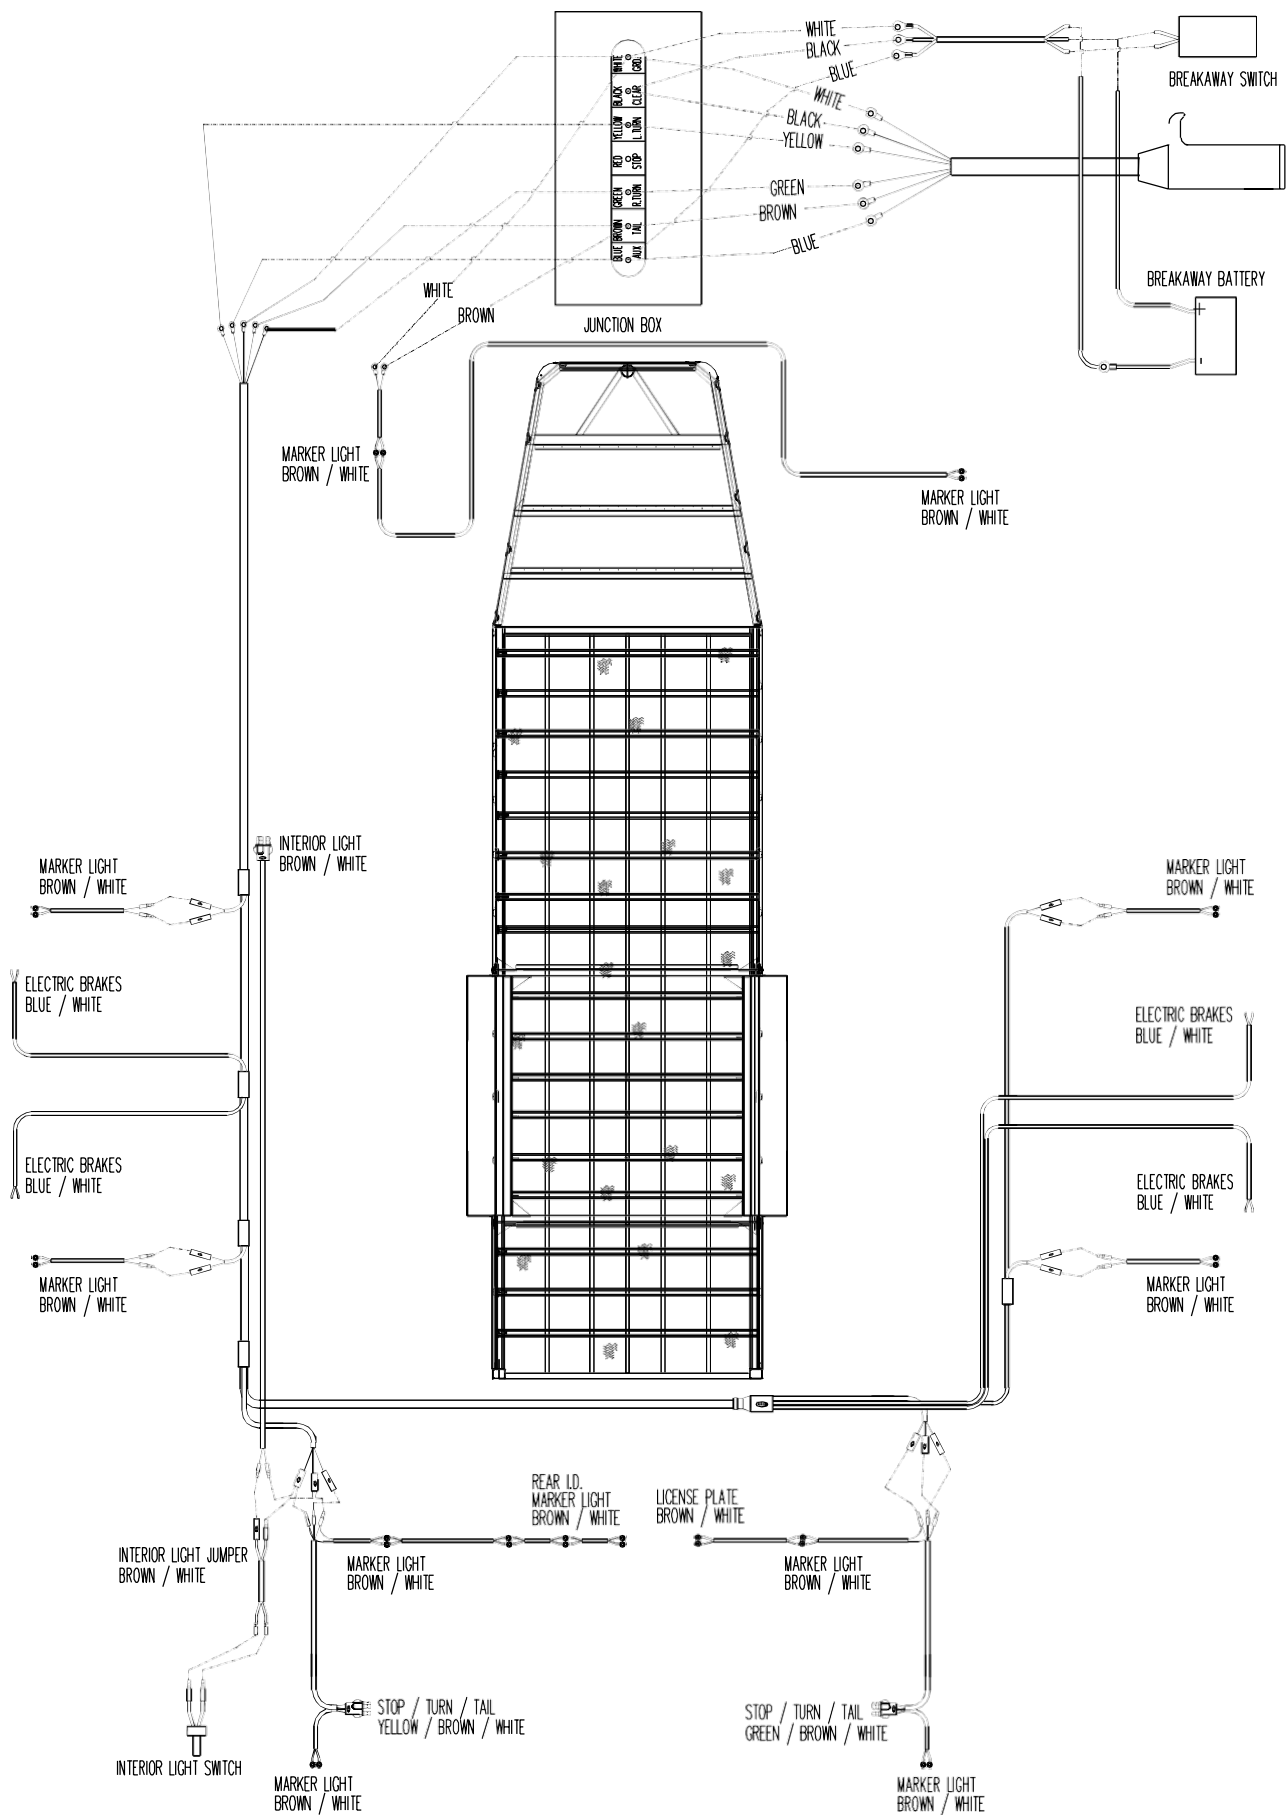 WHITE
BLACK
BLUE
BREAKAWAY SWITCH
WHITE
BLACK
YELLOW
GREEN
BROWN
BLUE
WHITE GRD.
BLACK CLEAR
YELLOW L.TURN
RED STOP
GREEN R.TURN
BROWN TAIL
BLUE AUX
JUNCTION BOX
BREAKAWAY BATTERY
+
-
WHITE
BROWN
MARKER LIGHT
BROWN / WHITE
MARKER LIGHT
BROWN / WHITE
INTERIOR LIGHT
BROWN / WHITE
MARKER LIGHT
BROWN / WHITE
MARKER LIGHT
BROWN / WHITE
ELECTRIC BRAKES
BLUE / WHITE
ELECTRIC BRAKES
BLUE / WHITE
ELECTRIC BRAKES
BLUE / WHITE
ELECTRIC BRAKES
BLUE / WHITE
MARKER LIGHT
BROWN / WHITE
MARKER LIGHT
BROWN / WHITE
REAR I.D.
MARKER LIGHT
BROWN / WHITE
LICENSE PLATE
BROWN / WHITE
INTERIOR LIGHT JUMPER
BROWN / WHITE
MARKER LIGHT
BROWN / WHITE
MARKER LIGHT
BROWN / WHITE
STOP / TURN / TAIL
YELLOW / BROWN / WHITE
STOP / TURN / TAIL
GREEN / BROWN / WHITE
INTERIOR LIGHT SWITCH
MARKER LIGHT
BROWN / WHITE
MARKER LIGHT
BROWN / WHITE